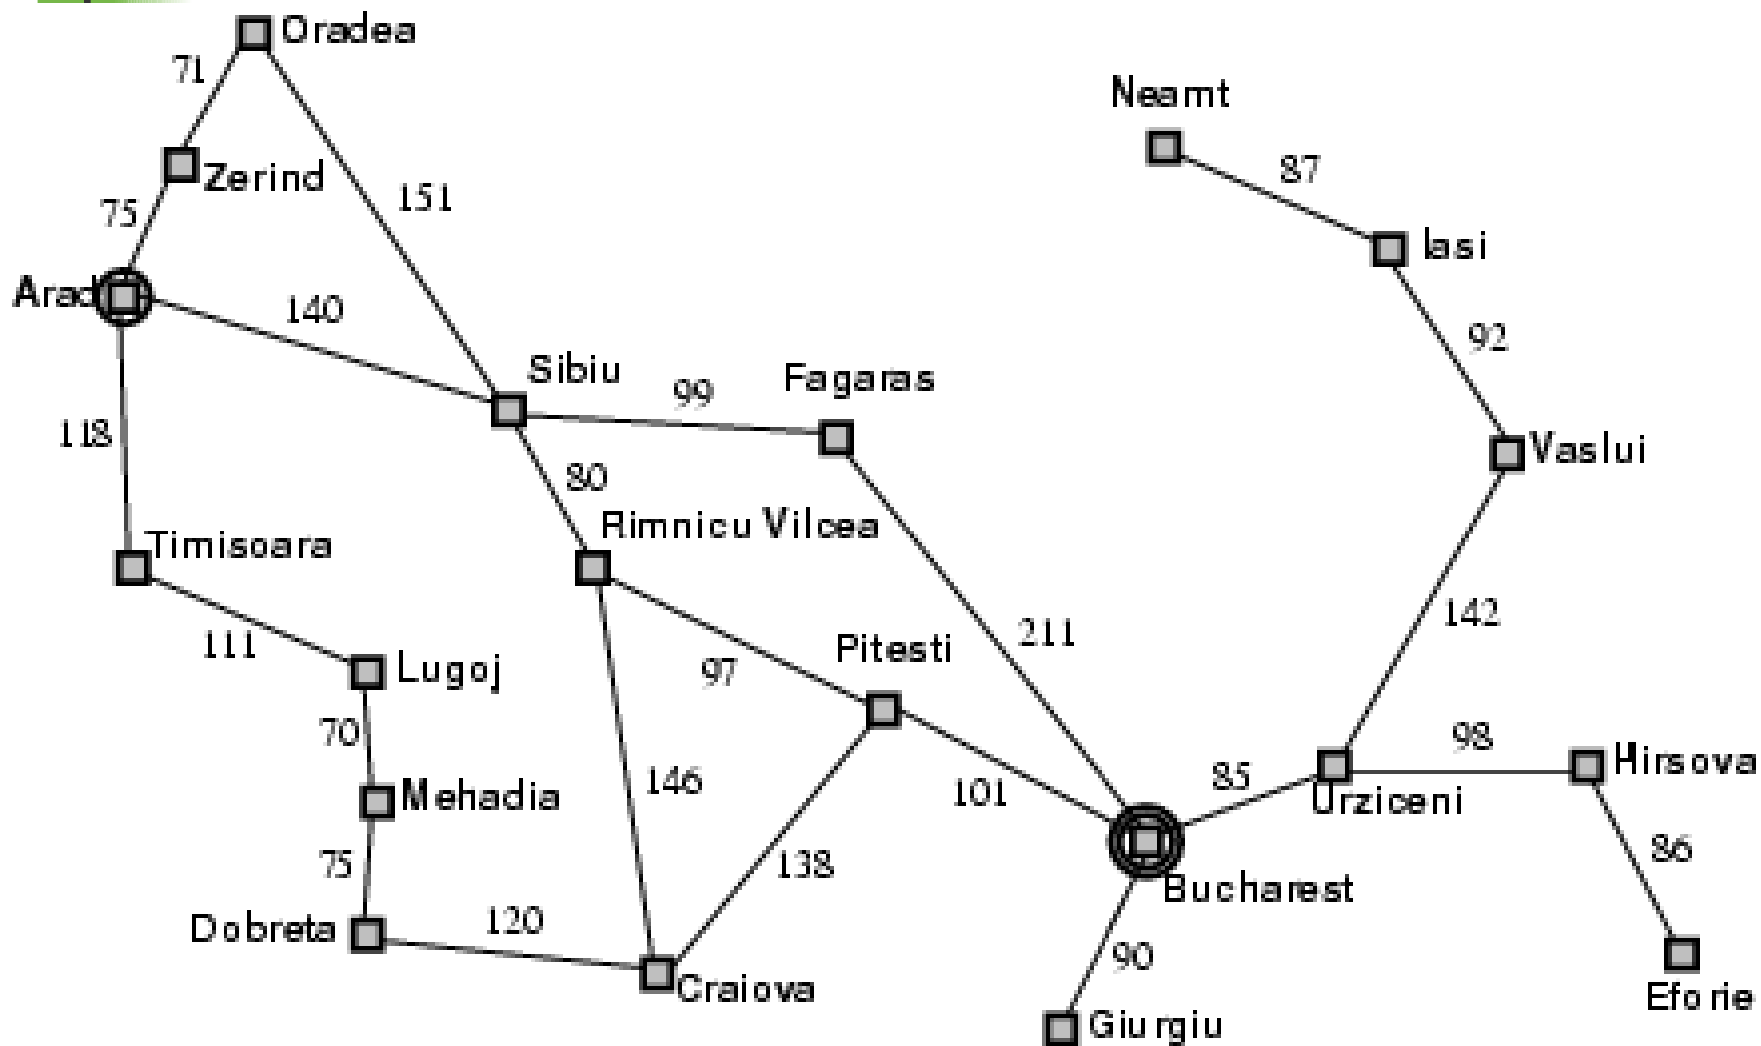 Oradea
71
Neamt
87
Zerind
151
75
Iasi
Arad
140
92
Sibiu
Fagaras
99
118
Vaslui
80
Rimnicu Vilcea
Timisoara
142
211
111
Pitesti
97
Lugoj
70
98
Hirsova
146
85
101
Mehadia
Urziceni
86
75
138
Bucharest
120
Dobreta
90
Craiova
Eforie
Giurgiu